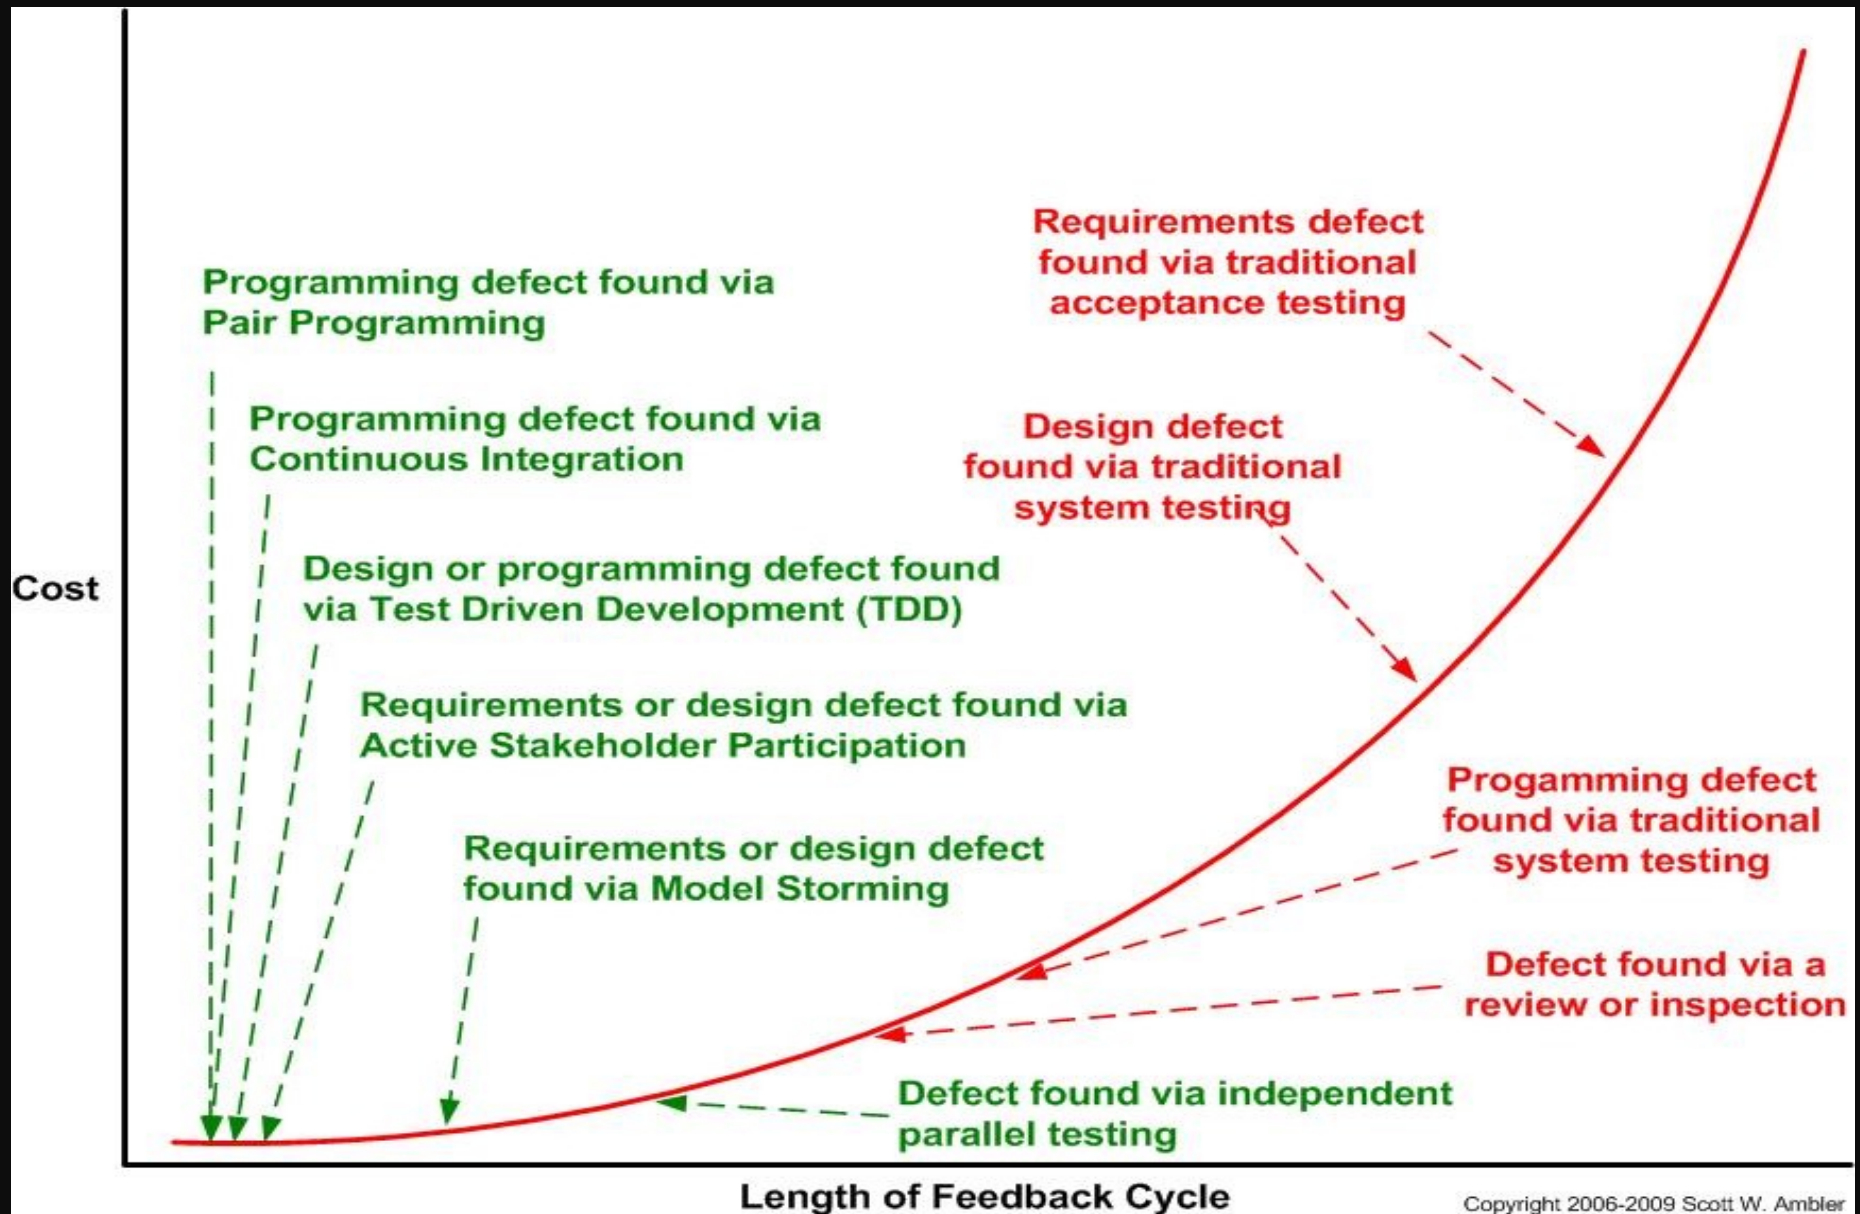 Requirements defect
found via traditional
acceptance testing
Programming defect found via
Pair Programming
Programming defect found via
Continuous Integration
Design defect
found via traditional
system testing
Design or programming defect found
via Test Driven Development (TDD)
Cost
Requirements or design defect found via
Active Stakeholder Participation
Progamming defect
found via traditional
system testing
Requirements or design defect
found via Model Storming
Defect found via a
review or inspection
Defect found via independent
parallel testing
Length of Feedback Cycle
Copyright 2006-2009 Scott W. Ambler